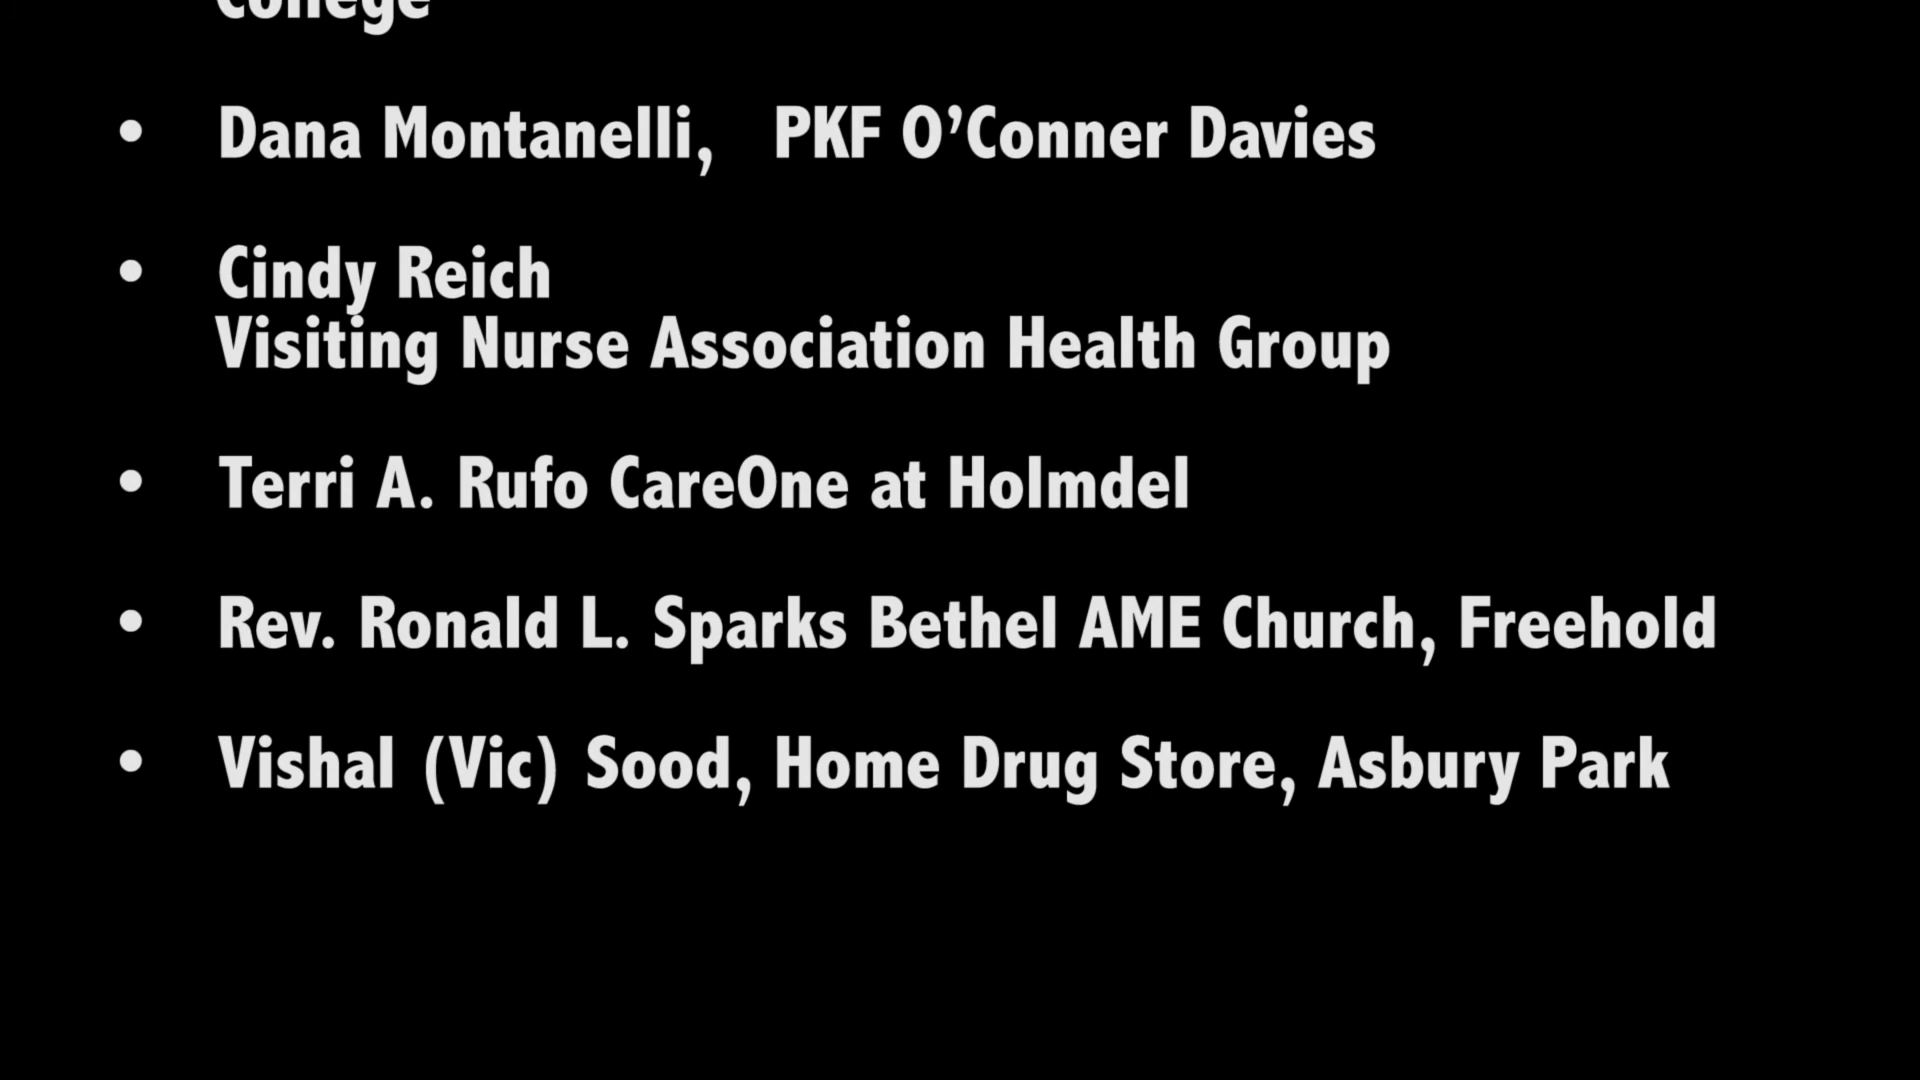 College
• Dana Montanelli, PKF O’Conner Davies
• Cindy Reich
Visiting Nurse Association Health Group
• Terri A. Rufo CareOne at Holmdel
• Rev. Ronald L. Sparks Bethel AME Church, Freehold
• Vishal (Vic) Sood, Home Drug Store, Asbury Park